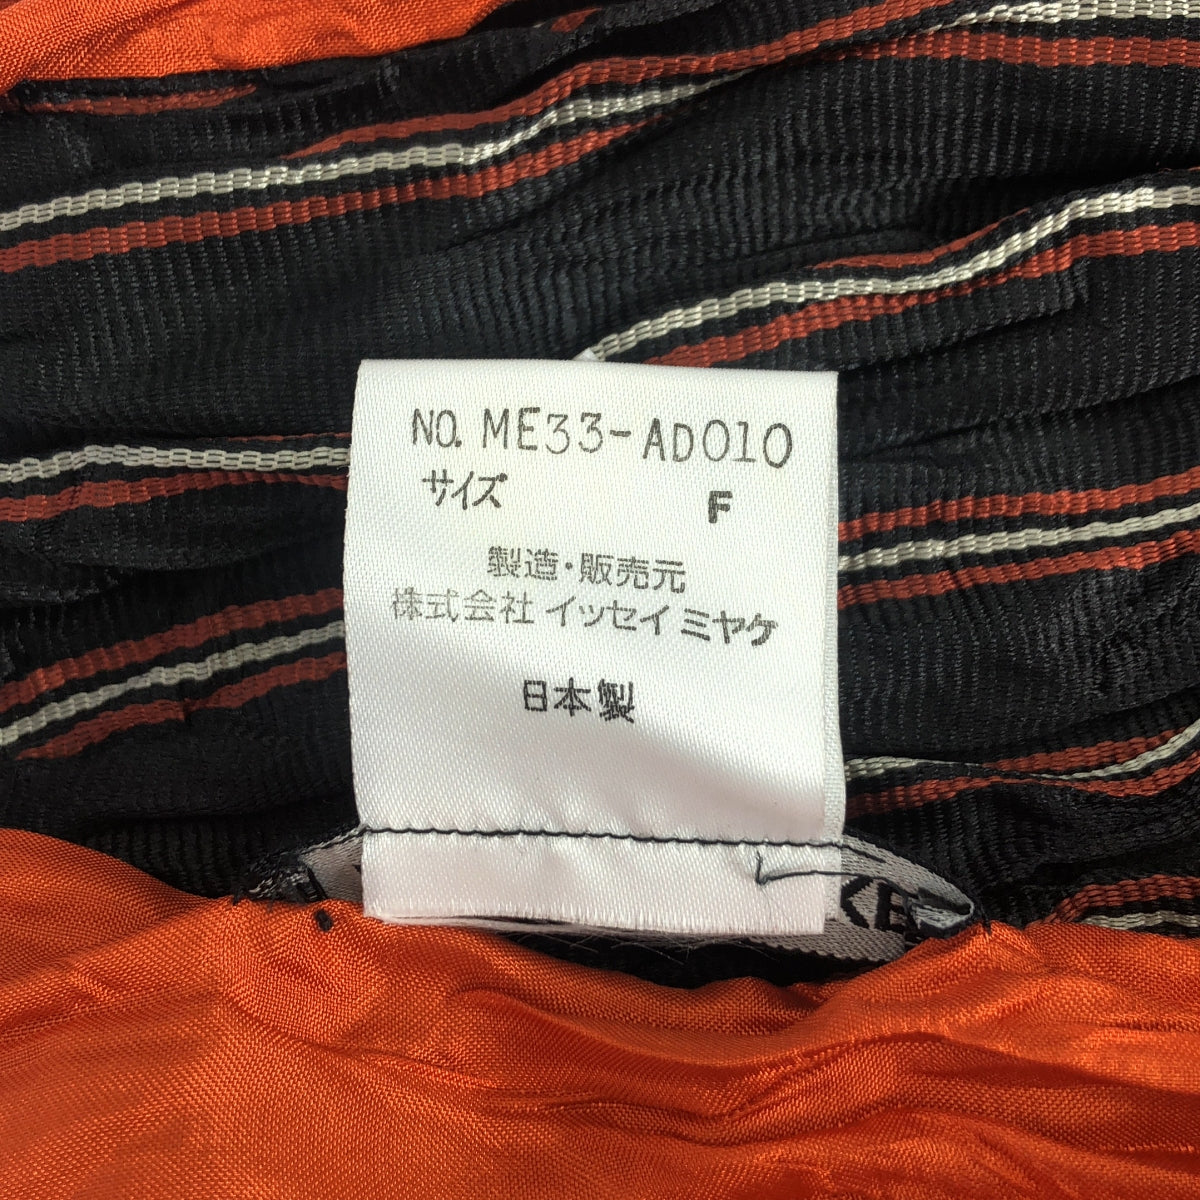 NO. ME33-AD010
サイズ F
製造・販売元
株式会社 イッセイ ミヤケ
日本製